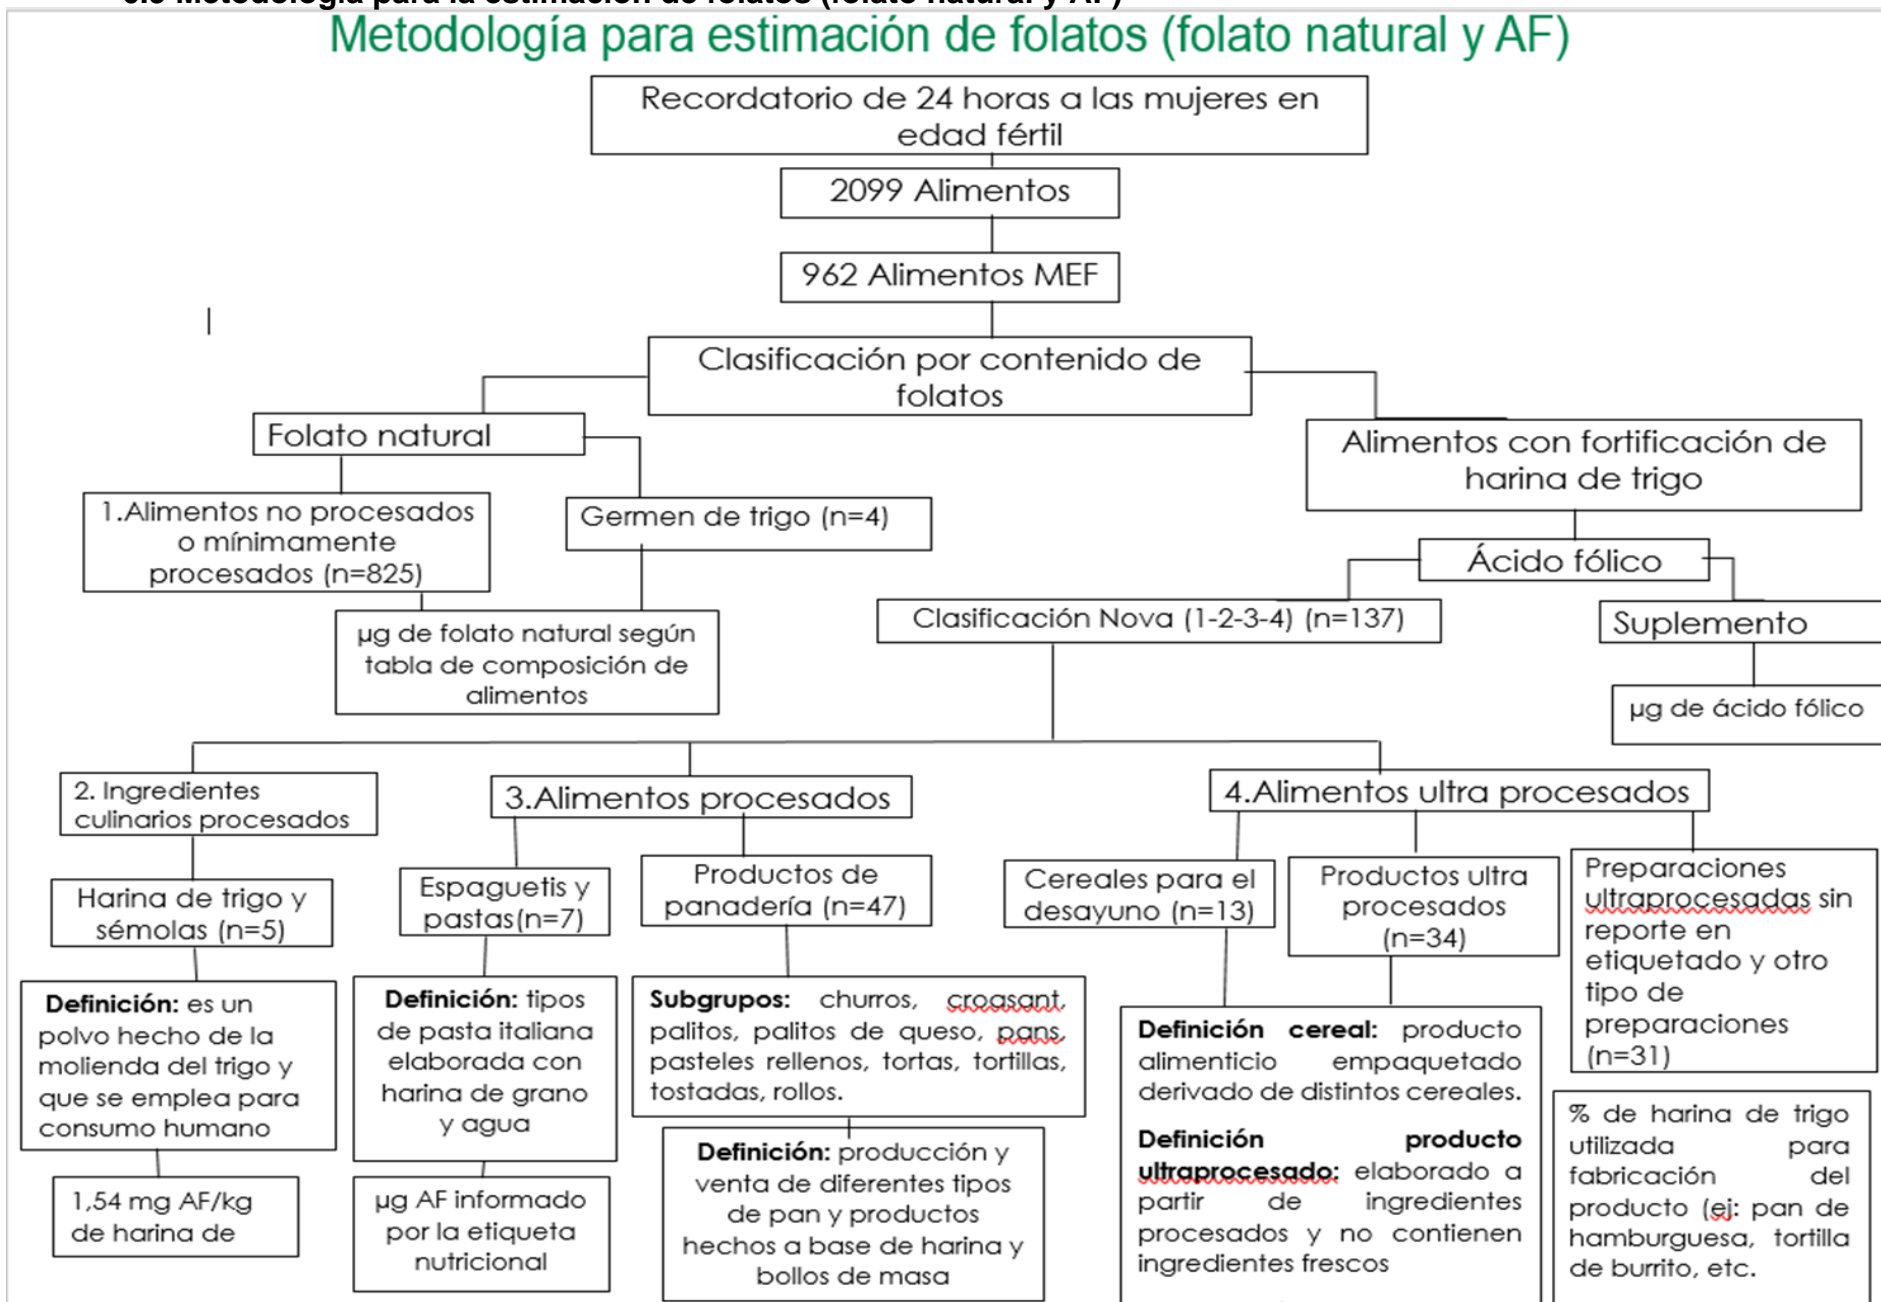 Metodología para estimación de folatos (folato natural y AF)
Recordatorio de 24 horas a las mujeres en
edad fértil
2099 Alimentos
962 Alimentos MEF
Clasificación por contenido de
folatos
Folato natural
Alimentos con fortificación de
harina de trigo
1.Alimentos no procesados
o mínimamente
procesados (n=825)
Germen de trigo (n=4)
Ácido fólico
µg de folato natural según
tabla de composición de
alimentos
Clasificación Nova (1-2-3-4) (n=137)
Suplemento
µg de ácido fólico
2. Ingredientes
culinarios procesados
3.Alimentos procesados
4.Alimentos ultra procesados
Harina de trigo y
sémolas (n=5)
Espaguetis y
pastas(n=7)
Productos de
panadería (n=47)
Cereales para el
desayuno (n=13)
Productos ultra
procesados
(n=34)
Preparaciones
ultraprocesadas sin
reporte en
etiquetado y otro
tipo de
preparaciones
(n=31)
Definición: es un
polvo hecho de la
molienda del trigo y
que se emplea para
consumo humano
Definición: tipos
de pasta italiana
elaborada con
harina de grano
y agua
Subgrupos: churros, croasant,
palitos, palitos de queso, pans,
pasteles rellenos, tortas, tortillas,
tostadas, rollos.
Definición cereal: producto
alimenticio empaquetado
derivado de distintos cereales.
Definición producto
ultraprocesado: elaborado a
partir de ingredientes
procesados y no contienen
ingredientes frescos
% de harina de trigo
utilizada para
fabricación del
producto (ej: pan de
hamburguesa, tortilla
de burrito, etc.
1,54 mg AF/kg
de harina de
µg AF informado
por la etiqueta
nutricional
Definición: producción y
venta de diferentes tipos
de pan y productos
hechos a base de harina y
bollos de masa